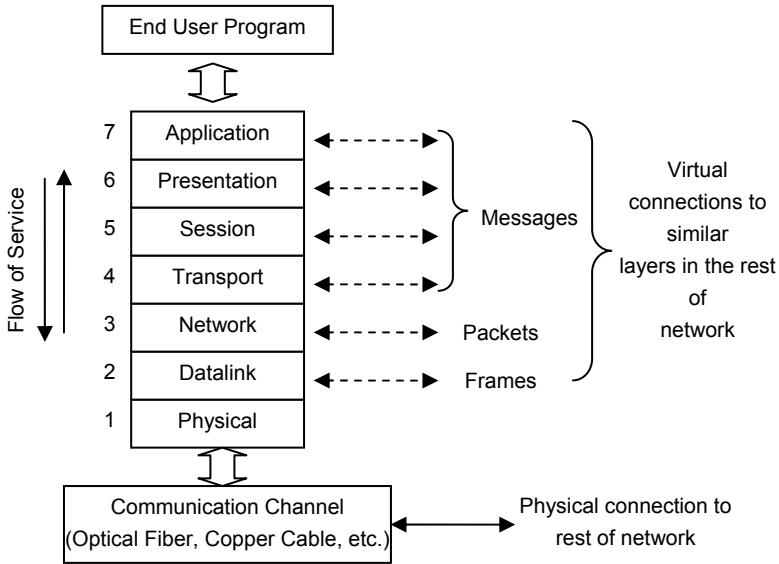 End User Program
7 Application
6 Presentation
5 Session
4 Transport
3 Network
2 Datalink
1 Physical
Flow of Service
Messages
Packets
Frames
Virtual
connections to
similar
layers in the rest
of
network
Communication Channel
(Optical Fiber, Copper Cable, etc.)
Physical connection to
rest of network